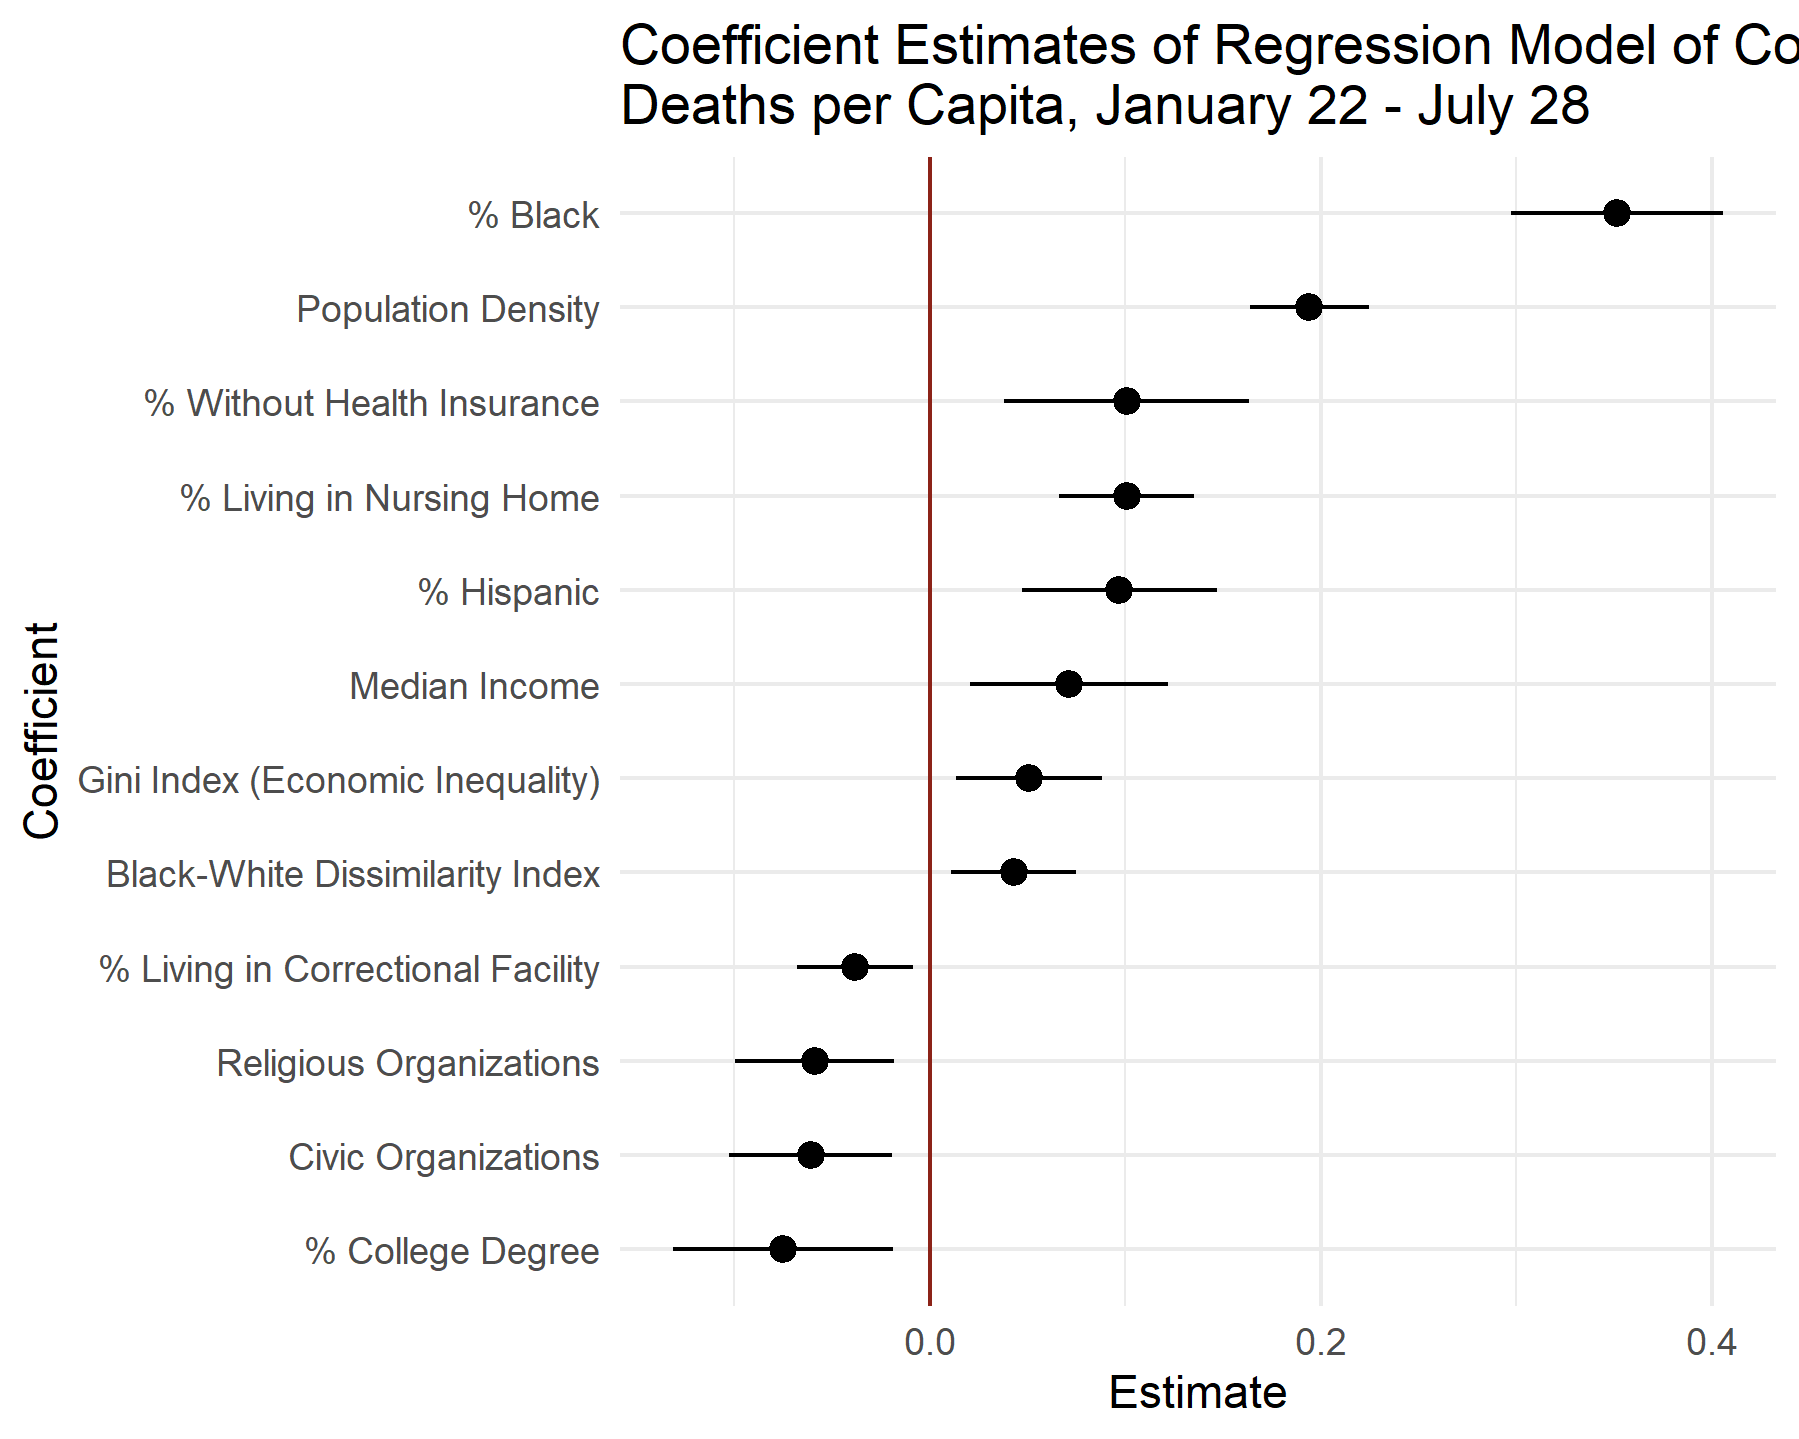 Coefficient Estimates of Regression Model of Co
Deaths per Capita, January 22 - July 28
% Black
Population Density
% Without Health Insurance
% Living in Nursing Home
% Hispanic
Median Income
Gini Index (Economic Inequality)
Black-White Dissimilarity Index
% Living in Correctional Facility
Religious Organizations
Civic Organizations
% College Degree
Coefficient
0.0 0.2 0.4
Estimate